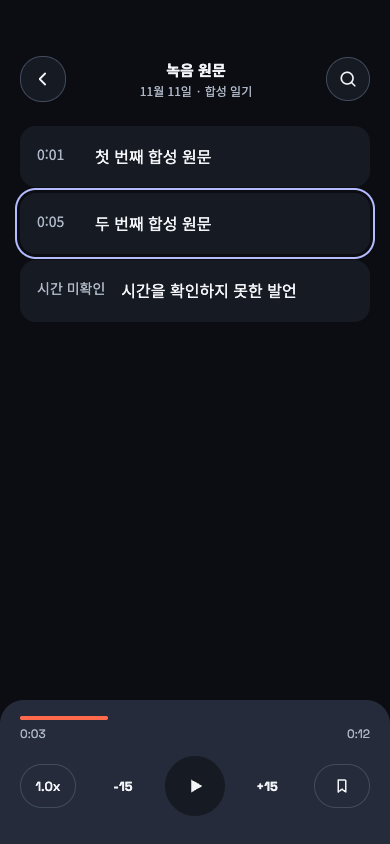 녹음 원문
11월 11일 · 합성 일기
0:01 첫 번째 합성 원문
0:05 두 번째 합성 원문
시간 미확인 시간을 확인하지 못한 발언
0:03 0:12
1.0x -15 +15